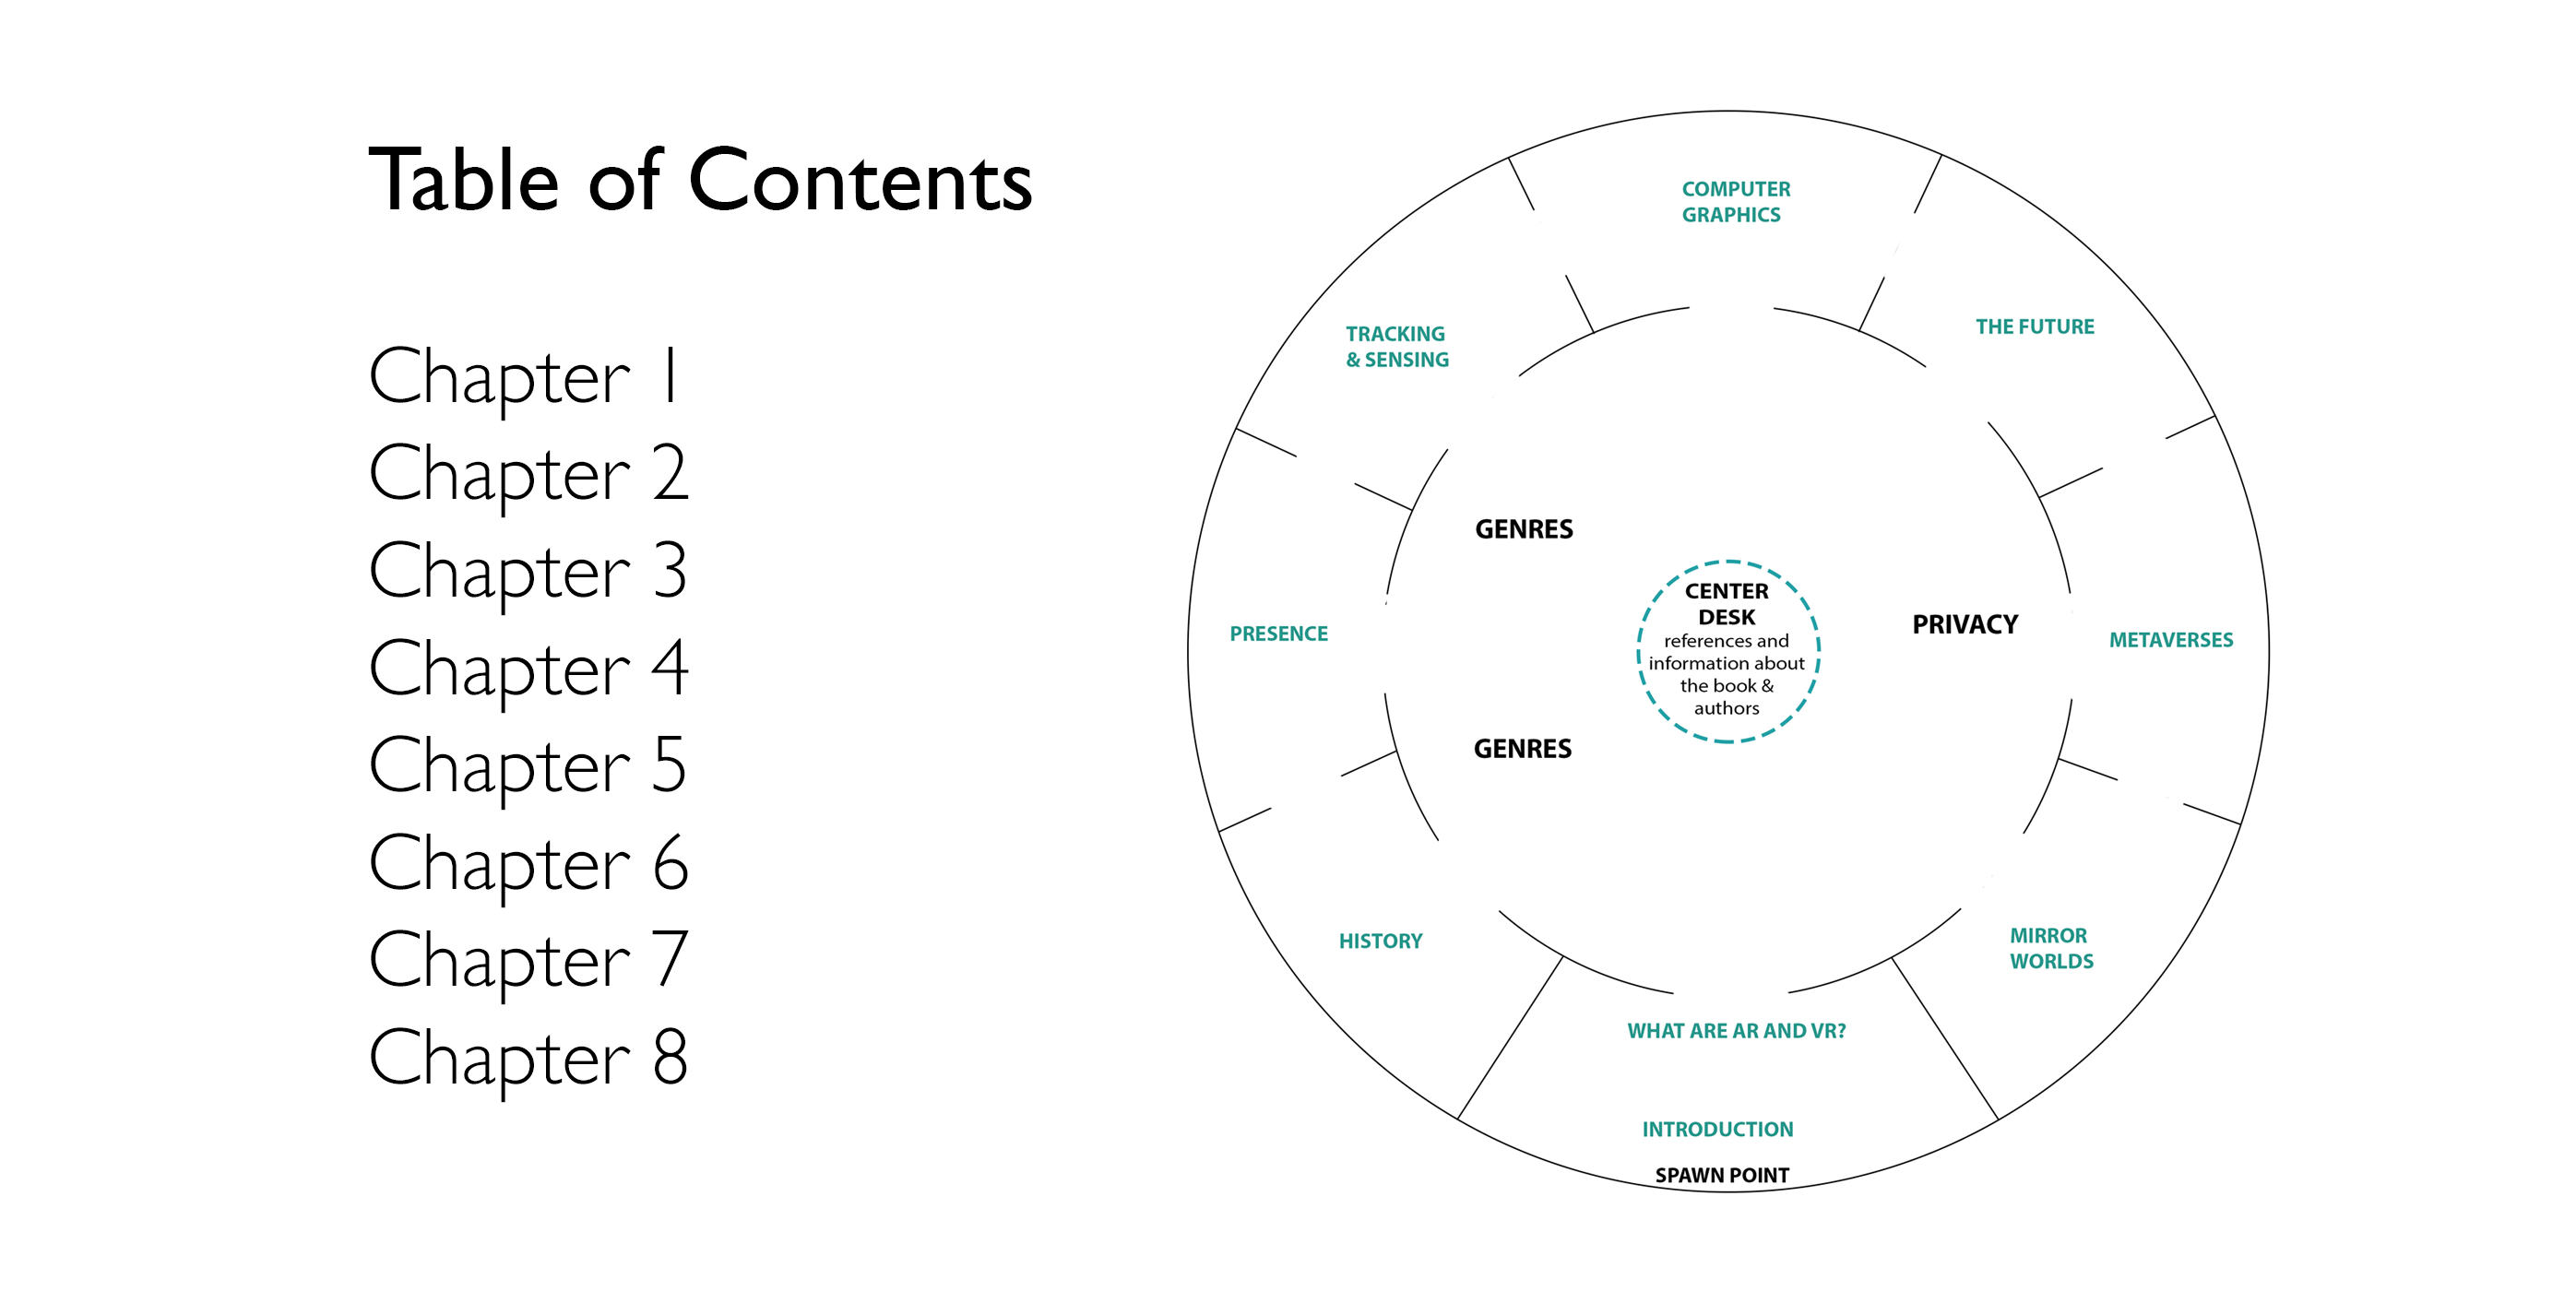 Table of Contents
Chapter 1
Chapter 2
Chapter 3
Chapter 4
Chapter 5
Chapter 6
Chapter 7
Chapter 8
COMPUTER
GRAPHICS
TRACKING
& SENSING
THE FUTURE
GENRES
CENTER
DESK
references and
information about
the book &
authors
PRIVACY
PRESENCE
METAVERSES
GENRES
HISTORY
MIRROR
WORLDS
WHAT ARE AR AND VR?
INTRODUCTION
SPAWN POINT